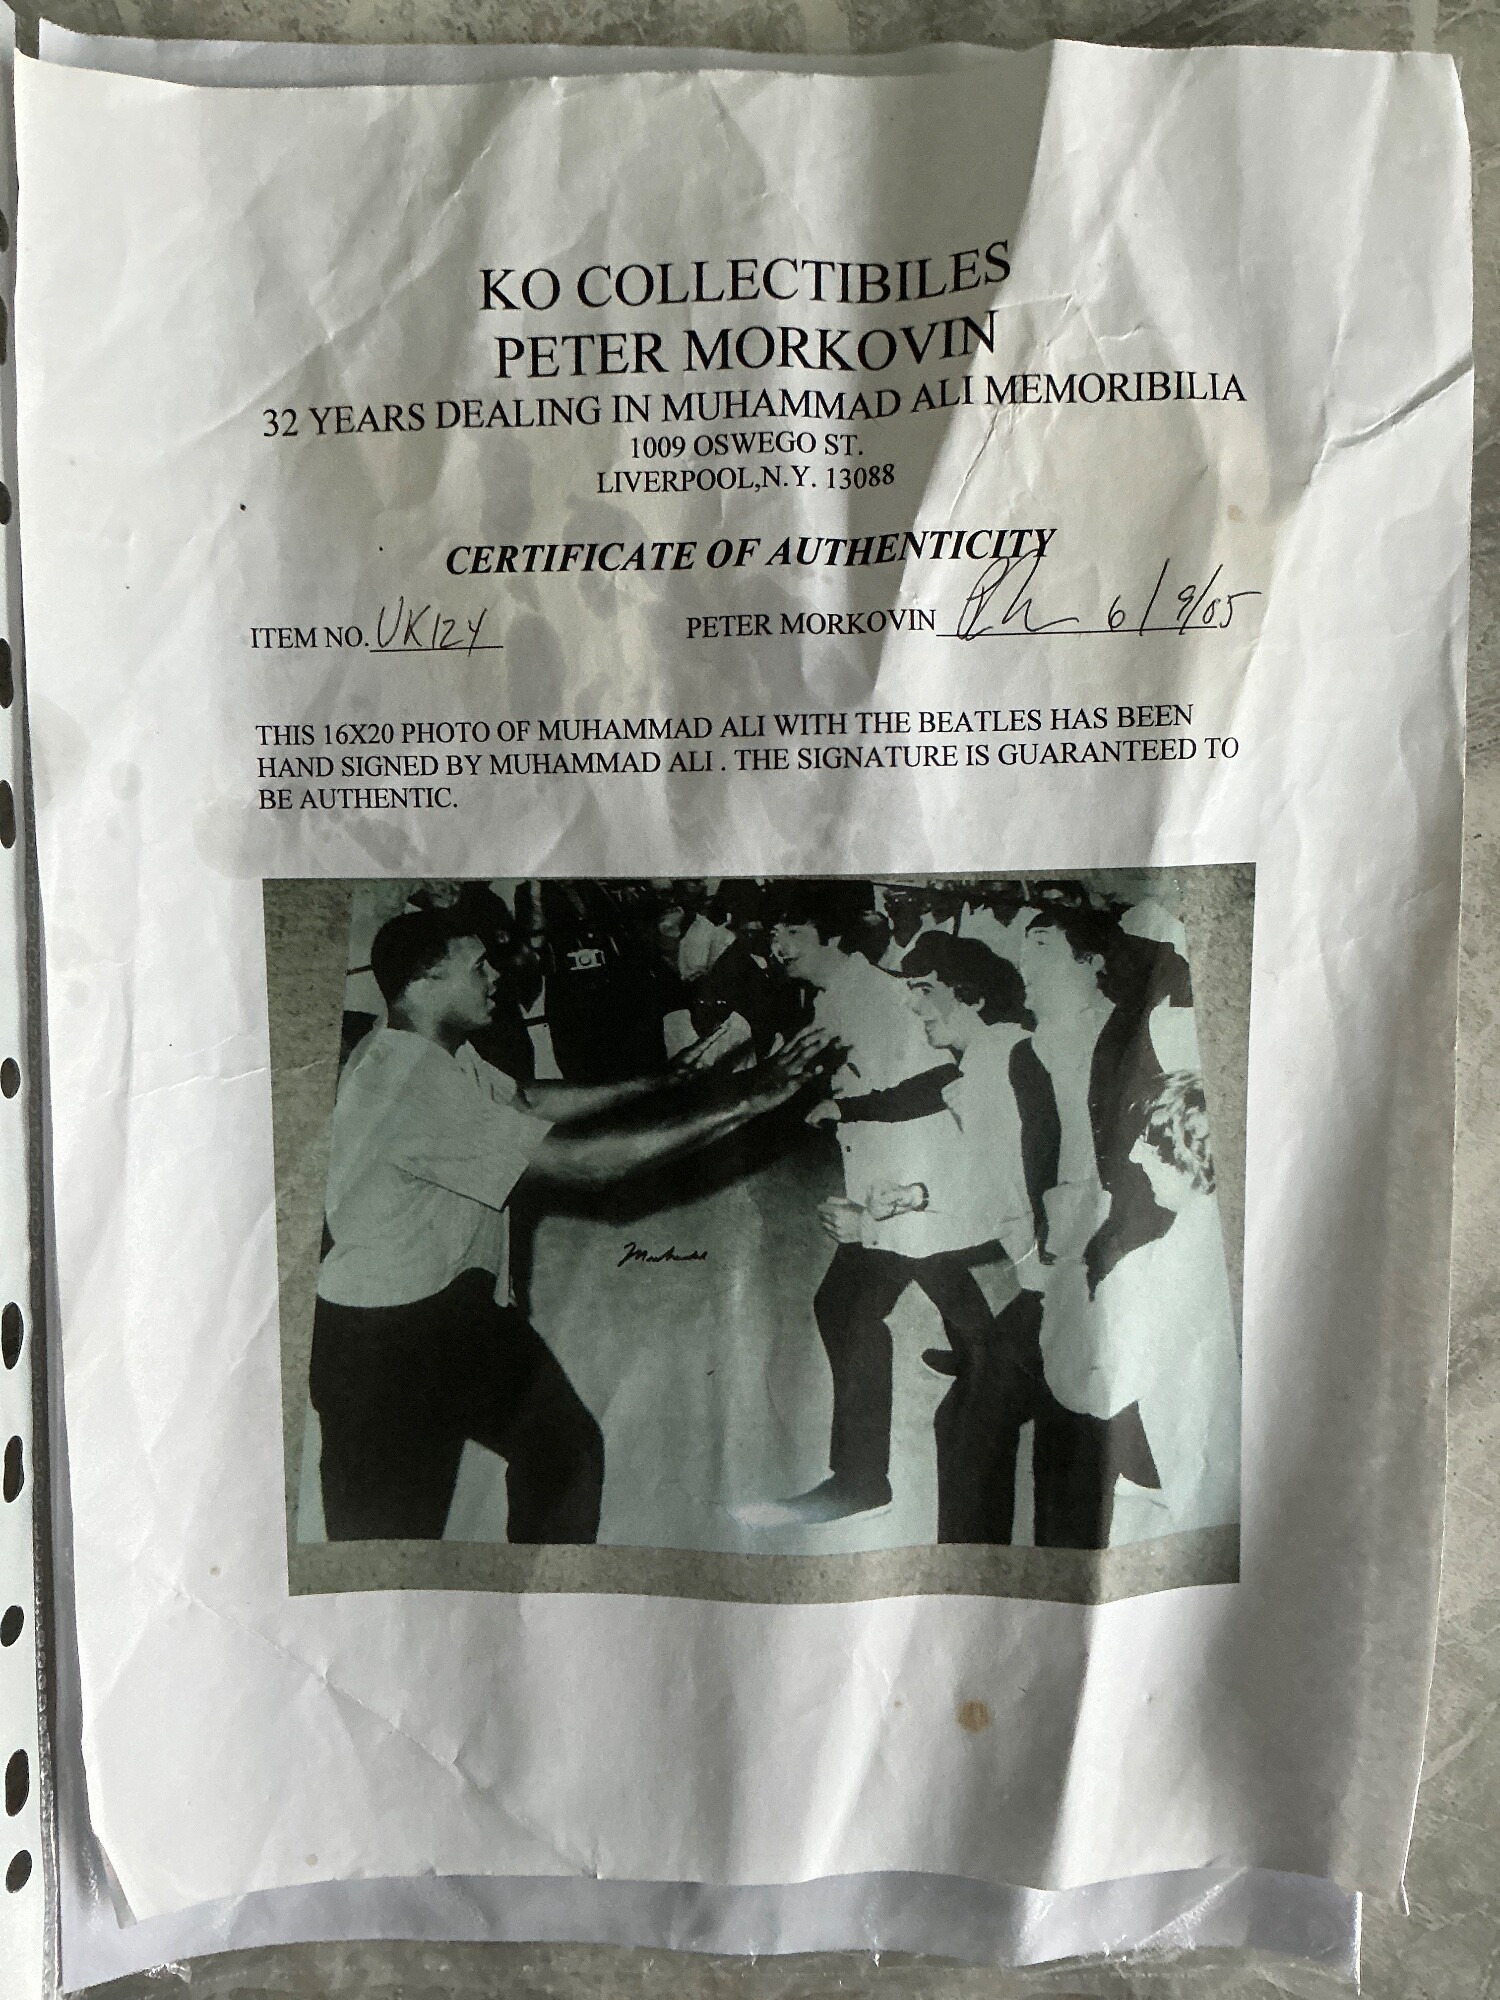 KO COLLECTIBILES
PETER MORKOVIN
32 YEARS DEALING IN MUHAMMAD ALI MEMORIBILIA
1009 OSWEGO ST.
LIVERPOOL,N.Y. 13088
CERTIFICATE OF AUTHENTICITY
ITEM NO. UK124 PETER MORKOVIN 6/9/05
THIS 16X20 PHOTO OF MUHAMMAD ALI WITH THE BEATLES HAS BEEN
HAND SIGNED BY MUHAMMAD ALI . THE SIGNATURE IS GUARANTEED TO
BE AUTHENTIC.